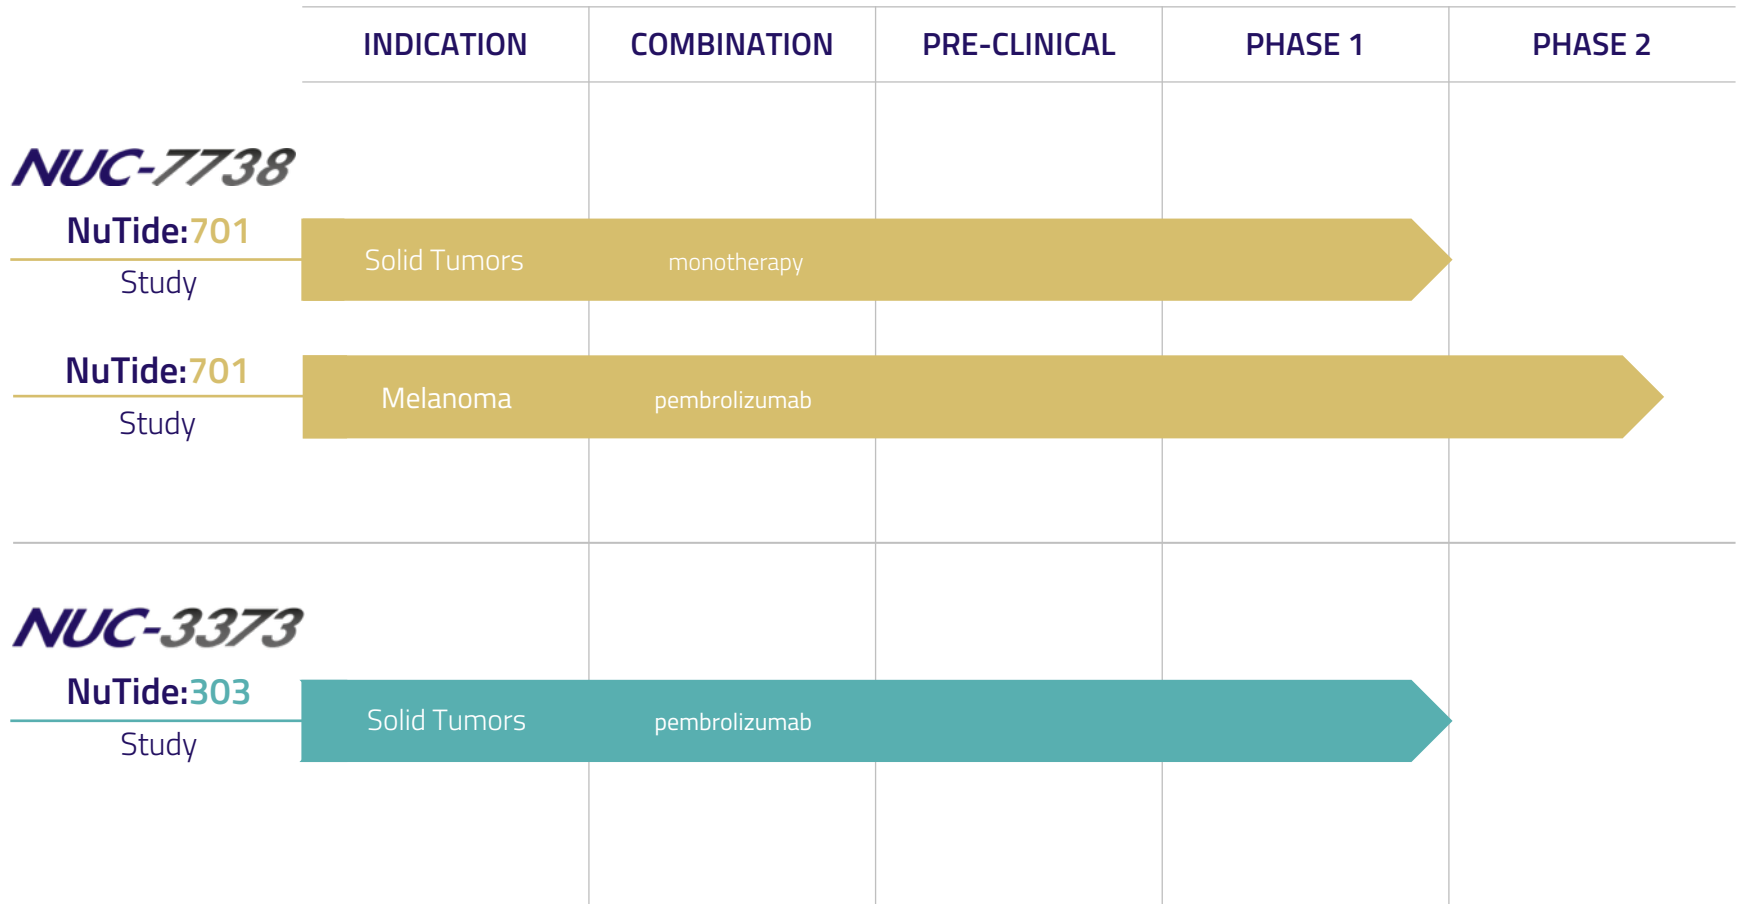 INDICATION COMBINATION PRE-CLINICAL PHASE 1 PHASE 2
NUC-7738
NuTide:701
Study
Solid Tumors monotherapy
NuTide:701
Study
Melanoma pembrolizumab
NUC-3373
NuTide:303
Study
Solid Tumors pembrolizumab